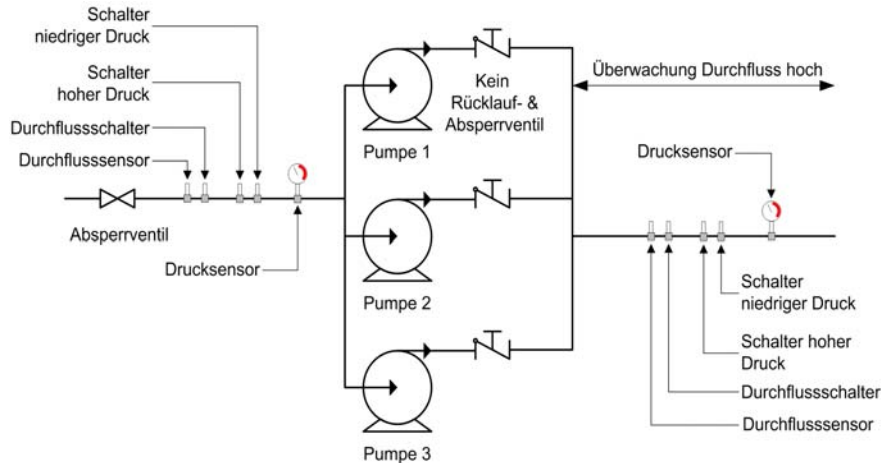 Schalter
niedriger Druck
Schalter
hoher Druck
Durchflussschalter
Durchflusssensor
Absperrventil
Drucksensor
Pumpe 1
Kein
Rücklauf- &
Absperrventil
Pumpe 2
Pumpe 3
Überwachung Durchfluss hoch
Drucksensor
Schalter
niedriger Druck
Schalter hoher
Druck
Durchflussschalter
Durchflusssensor